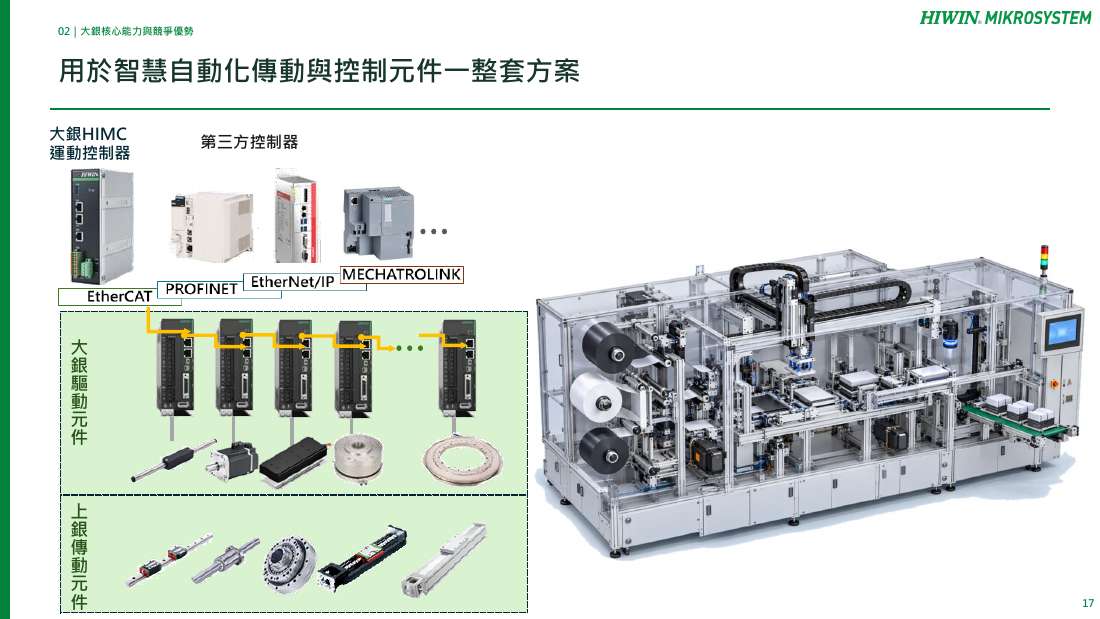 HIWIN® MIKROSYSTEM
02 | 大銀核心能力與競爭優勢
用於智慧自動化傳動與控制元件一整套方案
大銀HIMC
運動控制器
第三方控制器
HIWIN
EtherCAT
PROFINET
EtherNet/IP
MECHATROLINK
大銀驅動元件
上銀傳動元件
17